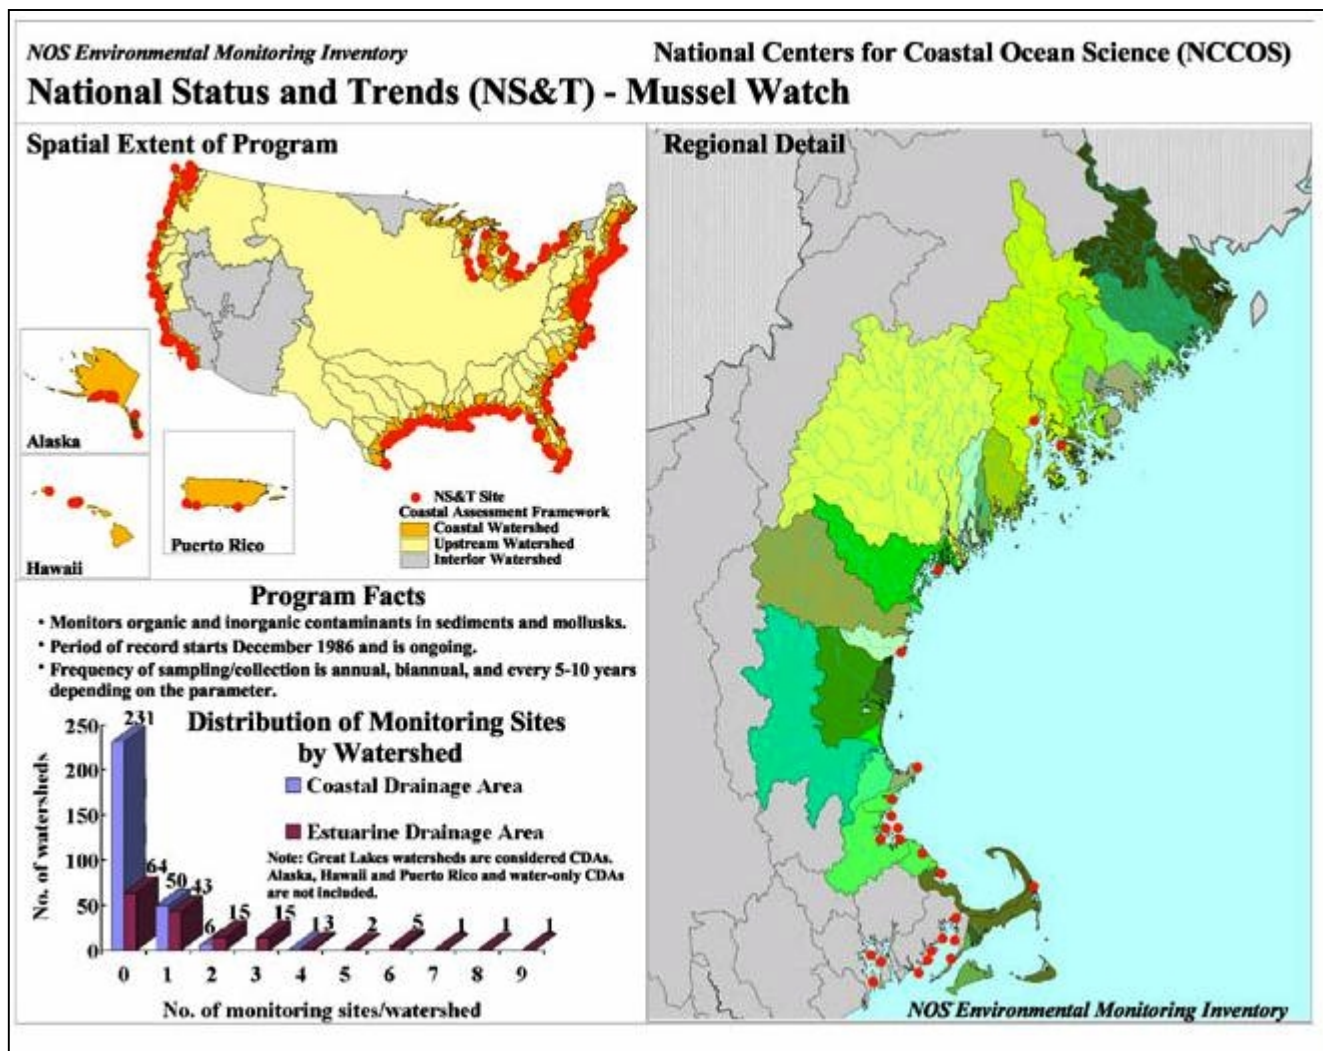 NOS Environmental Monitoring Inventory
National Centers for Coastal Ocean Science (NCCOS)
National Status and Trends (NS&T) - Mussel Watch
Spatial Extent of Program
Alaska
Hawaii
Puerto Rico
NS&T Site
Coastal Assessment Framework
Coastal Watershed
Upstream Watershed
Interior Watershed
Program Facts
• Monitors organic and inorganic contaminants in sediments and mollusks.
• Period of record starts December 1986 and is ongoing.
• Frequency of sampling/collection is annual, biannual, and every 5-10 years
depending on the parameter.
Distribution of Monitoring Sites
by Watershed
Coastal Drainage Area
Estuarine Drainage Area
Note: Great Lakes watersheds are considered CDAs.
Alaska, Hawaii and Puerto Rico and water-only CDAs
are not included.
No. of watersheds
250
200
150
100
50
0
231
64
50
43
6
15
15
1
3
2
5
1
1
1
0 1 2 3 4 5 6 7 8 9
No. of monitoring sites/watershed
Regional Detail
NOS Environmental Monitoring Inventory